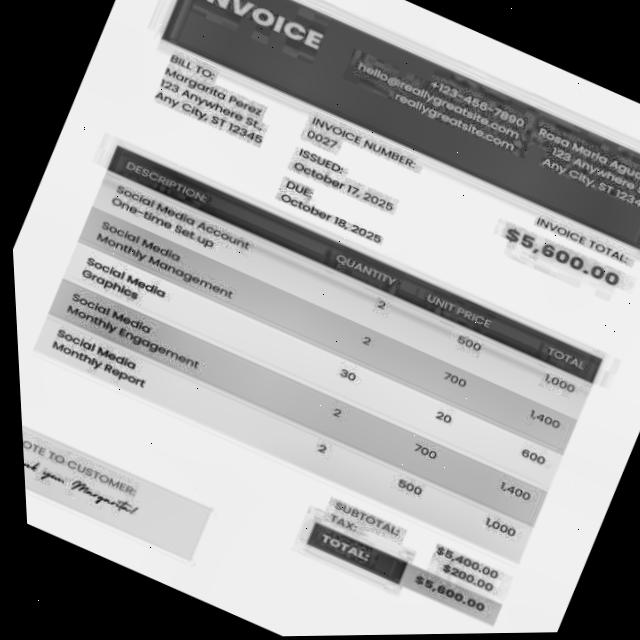 INVOICE
+123-456-7890
hello@reallygreatsite.com
reallygreatsite.com
Rosa Maria
123 Anywhere St.
Any City, ST
BILL TO:
Margarita Perez
123 Anywhere St.
Any City, ST 12345
INVOICE NUMBER:
0027
ISSUED:
October 17, 2025
DUE
October 18, 2025
INVOICE TOTAL:
$5,600.00
DESCRIPTION: QUANTITY UNIT PRICE TOTAL
Social Media Account
One-time Set up 2 500 1,000
Social Media
Monthly Management 2 700 1,400
Social Media
Graphics 30 20 600
Social Media
Monthly Engagement 2 700 1,400
Social Media
Monthly Report 2 500 1,000
SUBTOTAL: $5,400.00
TAX: $200.00
TOTAL: $5,600.00
OTE TO CUSTOMER:
you, Margarita!